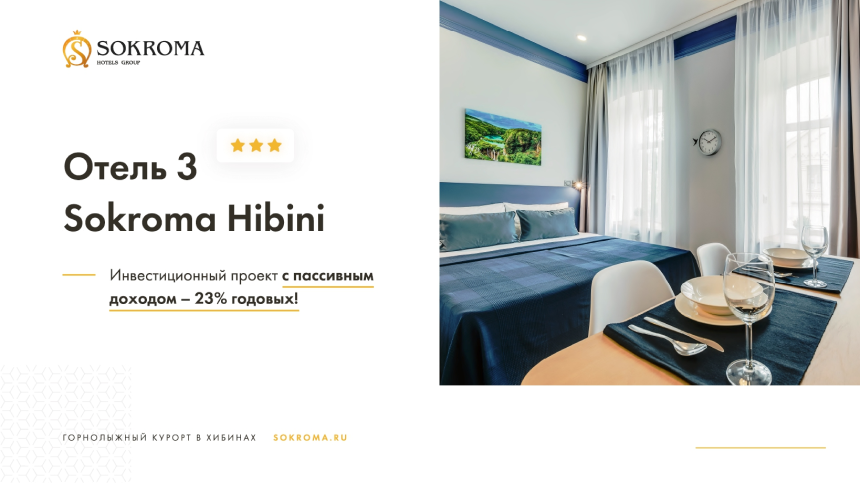 SOKROMA
HOTELS GROUP
Отель 3
Sokroma Hibini
Инвестиционный проект с пассивным
доходом – 23% годовых!
ГОРНОЛЫЖНЫЙ КУРОРТ В ХИБИНАХ SOKROMA.RU